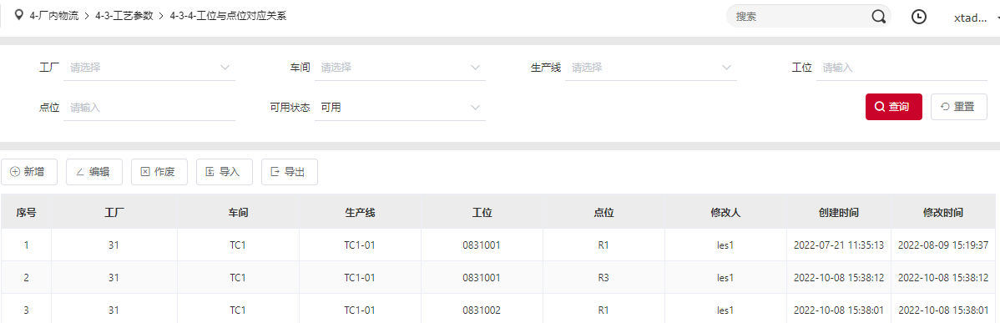 4-厂内物流 > 4-3-工艺参数 > 4-3-4-工位与点位对应关系 搜索 xtad...
工厂 请选择 车间 请选择 生产线 请选择 工位 请输入
点位 请输入 可用状态 可用 查询 重置
新增 编辑 作废 导入 导出
序号 工厂 车间 生产线 工位 点位 修改人 创建时间 修改时间
1 31 TC1 TC1-01 0831001 R1 les1 2022-07-21 11:35:13 2022-08-09 15:19:37
2 31 TC1 TC1-01 0831001 R3 les1 2022-10-08 15:38:12 2022-10-08 15:38:12
3 31 TC1 TC1-01 0831002 R1 les1 2022-10-08 15:38:01 2022-10-08 15:38:01